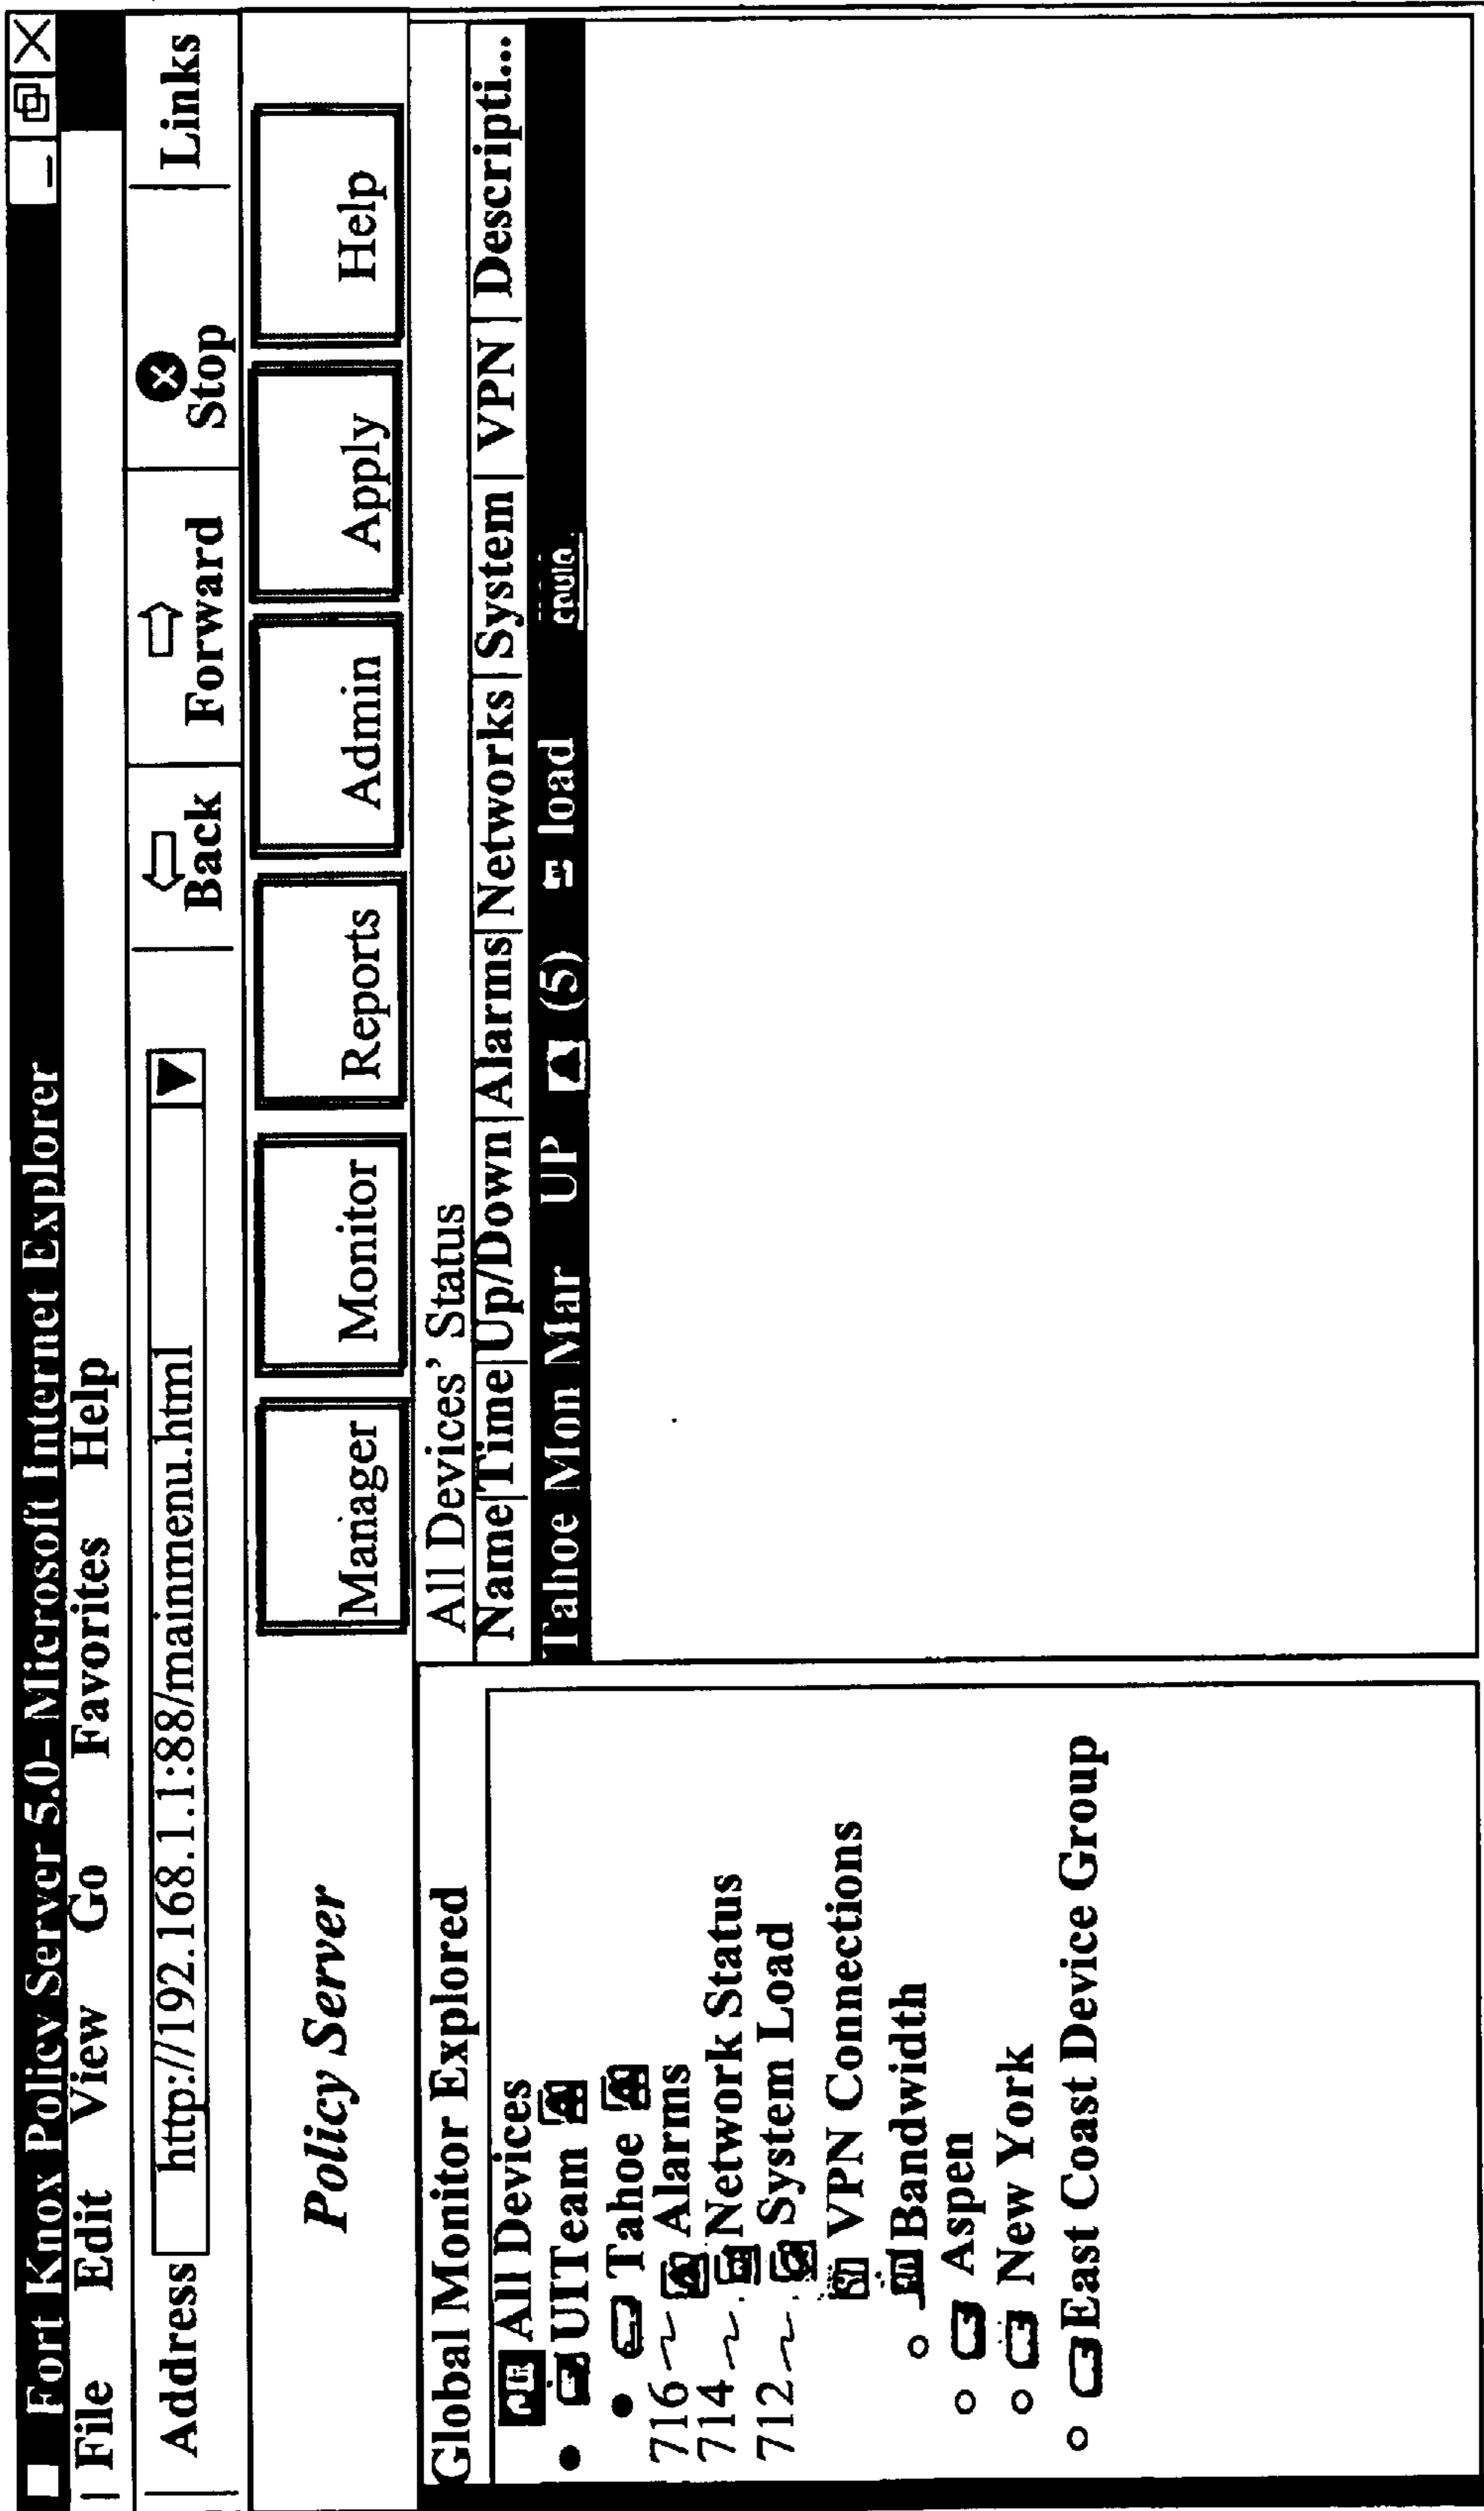 Fort Knox Policy Server 5.0- Microsoft Internet Explorer
File Edit View Go Favorites Help
Address http://192.168.1.1:88/mainmenu.html Back Forward Stop Links
Policy Server Manager Monitor Reports Admin Apply Help
Global Monitor Explored
All Devices
UITeam
Tahoe
716 Alarms
714 Network Status
712 System Load
VPN Connections
Bandwidth
Aspen
New York
East Coast Device Group
All Devices' Status
Name Time Up/Down Alarms Networks System VPN Descripti...
Tahoe Mon Mar UP (5) load